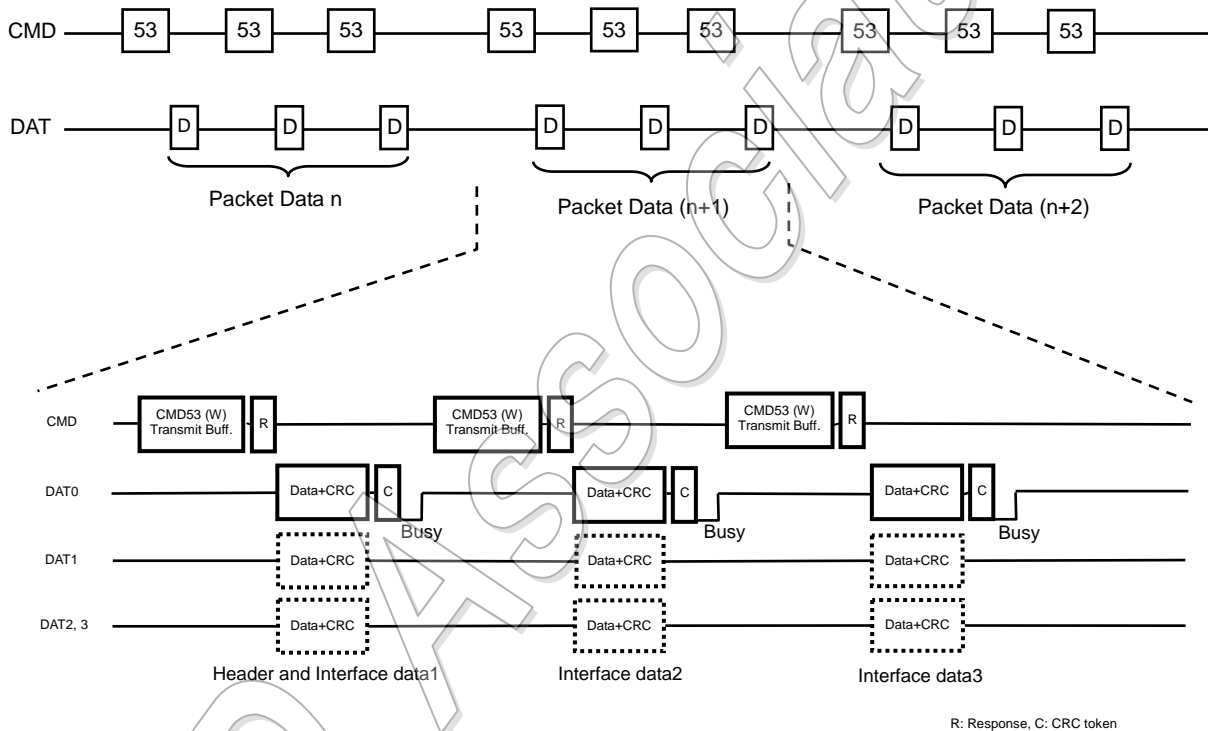 CMD 53 53 53 53 53 53 53 53 53
DAT D D D D D D D D D
Packet Data n Packet Data (n+1) Packet Data (n+2)
CMD CMD53 (W) R CMD53 (W) R CMD53 (W) R
Transmit Buff. Transmit Buff. Transmit Buff.
DAT0 Data+CRC C Data+CRC C Data+CRC C
Busy Busy Busy
DAT1 Data+CRC Data+CRC Data+CRC
DAT2, 3 Data+CRC Data+CRC Data+CRC
Header and Interface data1 Interface data2 Interface data3
R: Response, C: CRC token